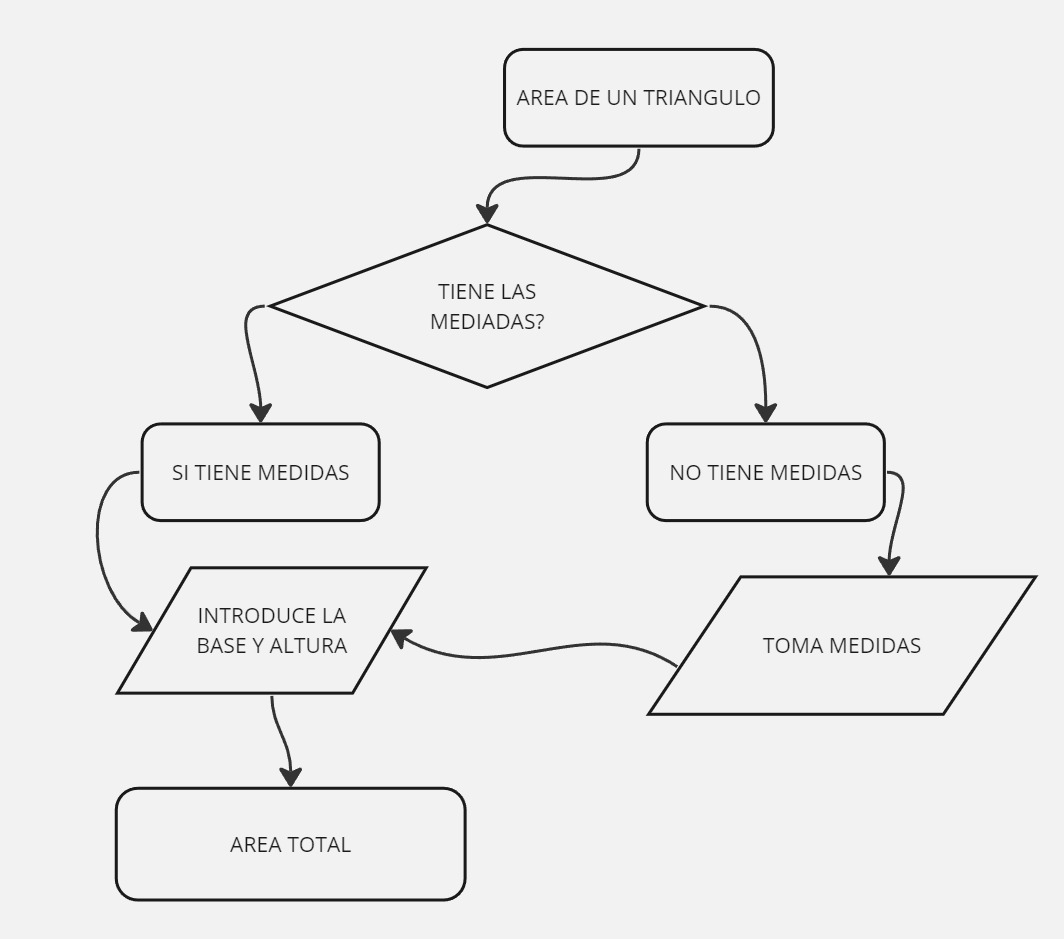 AREA DE UN TRIANGULO
TIENE LAS
MEDIADAS?
SI TIENE MEDIDAS
NO TIENE MEDIDAS
INTRODUCE LA
BASE Y ALTURA
TOMA MEDIDAS
AREA TOTAL